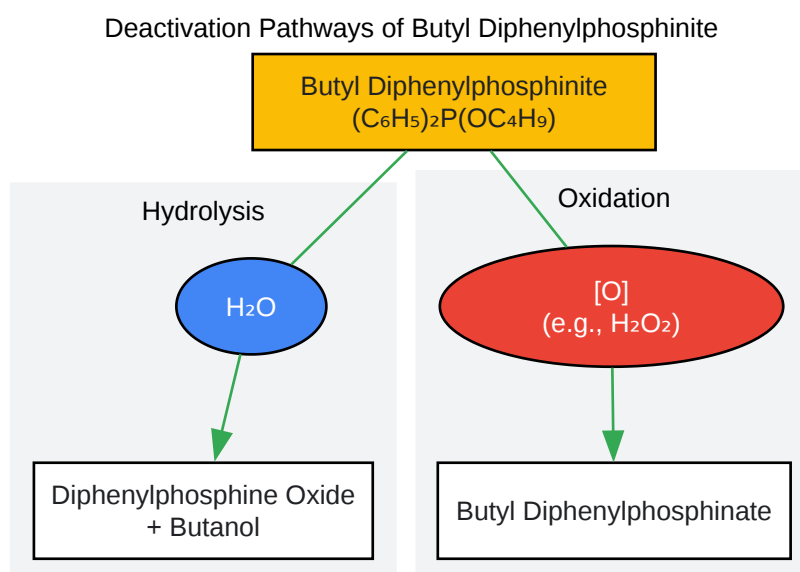 Deactivation Pathways of Butyl Diphenylphosphinite
Butyl Diphenylphosphinite
(C₆H₅)₂P(OC₄H₉)
Hydrolysis
Oxidation
H₂O
[O]
(e.g., H₂O₂)
Diphenylphosphine Oxide
+ Butanol
Butyl Diphenylphosphinate